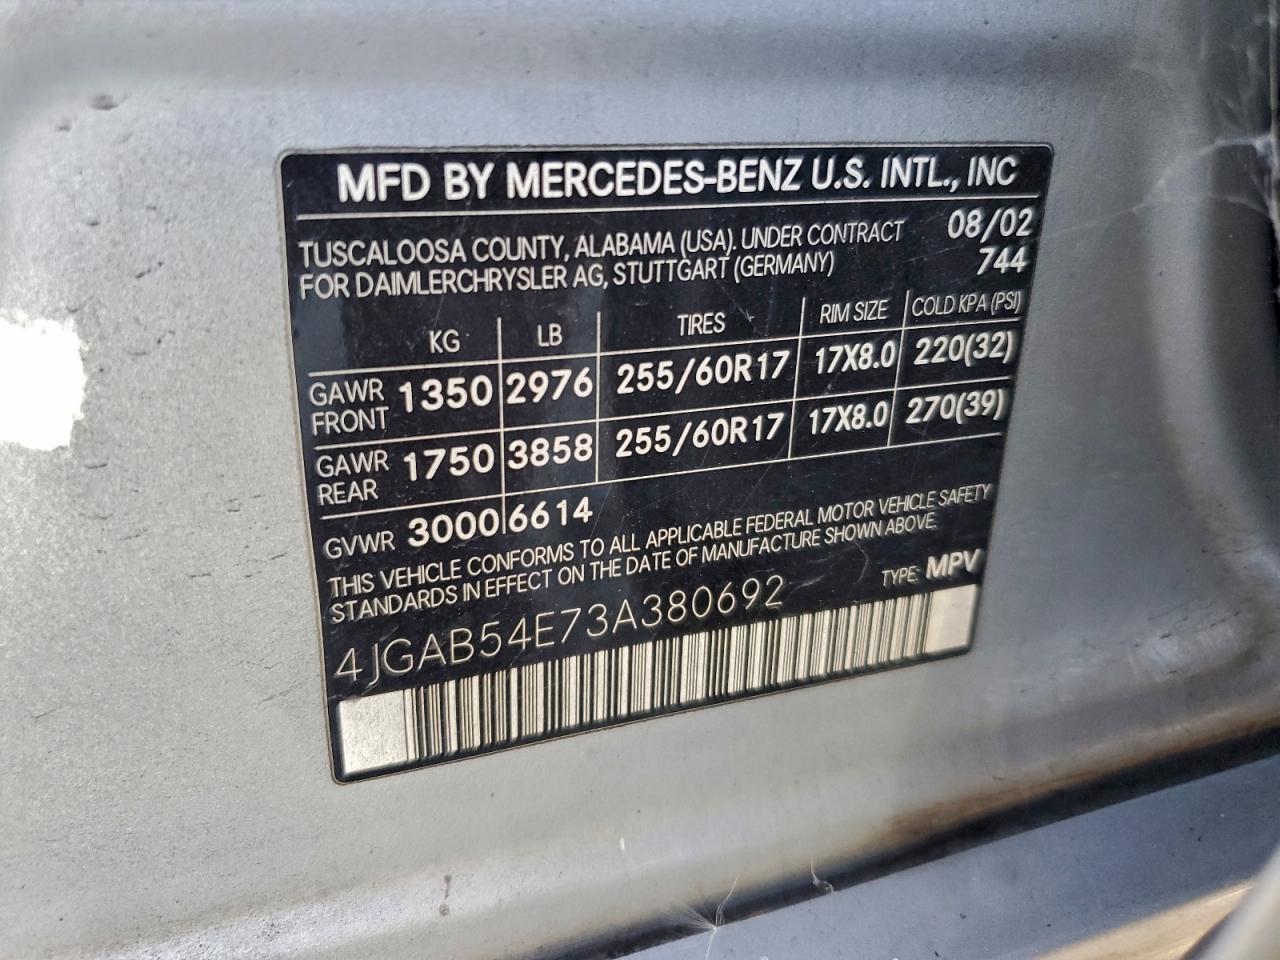 MFD BY MERCEDES-BENZ U.S. INTL., INC
TUSCALOOSA COUNTY, ALABAMA (USA). UNDER CONTRACT 08/02
FOR DAIMLERCHRYSLER AG, STUTTGART (GERMANY) 744
KG LB TIRES RIM SIZE COLD KPA (PSI)
GAWR FRONT 1350 2976 255/60R17 17X8.0 220(32)
GAWR REAR 1750 3858 255/60R17 17X8.0 270(39)
GVWR 3000 6614
THIS VEHICLE CONFORMS TO ALL APPLICABLE FEDERAL MOTOR VEHICLE SAFETY
STANDARDS IN EFFECT ON THE DATE OF MANUFACTURE SHOWN ABOVE.
4JGAB54E73A380692 TYPE: MPV